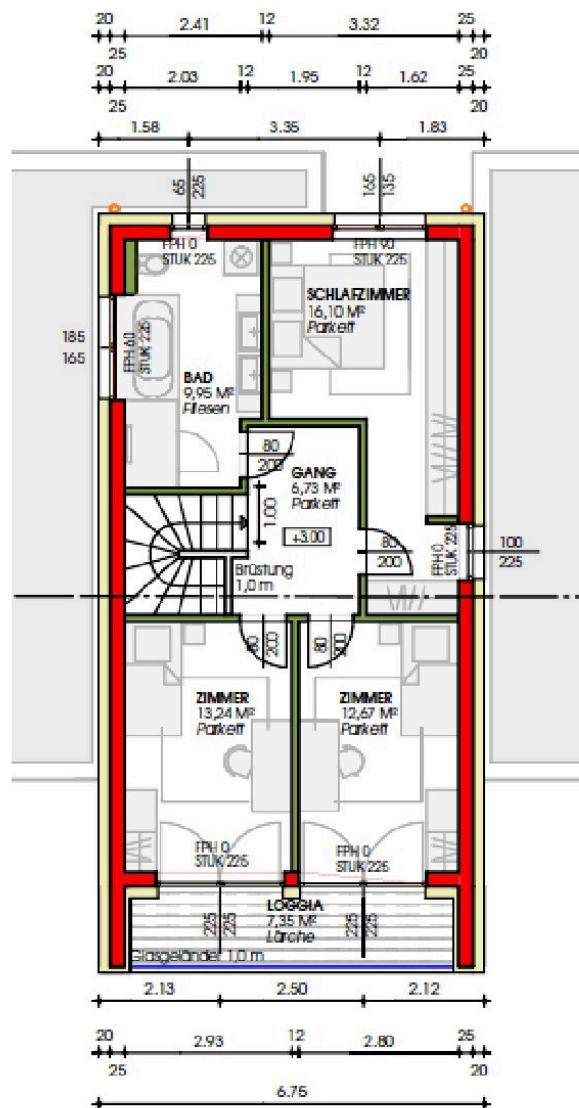 20 2.41 12 3.32 25
25 20
20 2.03 12 1.95 12 1.62 25
25 20
1.58 3.35 1.83
65
225
165
135
FPH 0
STUK 225
FPH 90
STUK 225
SCHLAFZIMMER
16,10 M²
Parkett
185
165
FPH 60
STUK 225
BAD
9,95 M²
Fliesen
80
200
GANG
6,73 M²
Parkett
1.00
+3.00
80
200
FPH 0
STUK 225
100
225
Brüstung
1,0 m
80
200
80
200
ZIMMER
13,24 M²
Parkett
ZIMMER
12,67 M²
Parkett
FPH 0
STUK 225
FPH 0
STUK 225
LOGGIA
7,35 M²
Lärche
225
225
225
225
Glasgeländer 1,0 m
2.13 2.50 2.12
20 2.93 12 2.80 25
25 20
6.75